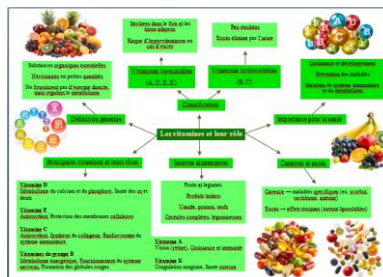 Stockées dans le foie et les tissus adipeux
Risque d'hypervitaminose en cas d'excès
Peu stockées
Excès éliminé par l'urine
Substances organiques essentielles
Nécessaires en petites quantités
Ne fournissent pas d'énergie directe, mais régulent le métabolisme
Vitamines liposolubles
(A, D, E, K)
Vitamines hydrosolubles
(B, C)
Croissance et développement
Prévention des maladies
Maintien du système immunitaire et du métabolisme
Classification
Définition générale
Les vitamines et leur rôle
Importance pour la santé
Principales vitamines et leurs rôles
Sources alimentaires
Carences et excès
Vitamine D
Métabolisme du calcium et du phosphore, Santé des os et dents
Vitamine E
Antioxydant, Protection des membranes cellulaires
Vitamine C
Antioxydant, Synthèse du collagène, Renforcement du système immunitaire
Vitamines du groupe B
Métabolisme énergétique, Fonctionnement du système nerveux, Formation des globules rouges
Fruits et légumes
Produits laitiers
Viande, poisson, œufs
Céréales complètes, légumineuses
Vitamine A
Vision (rétine), Croissance et immunité
Vitamine K
Coagulation sanguine, Santé osseuse
Carence → maladies spécifiques (ex. scorbut, rachitisme, anémie)
Excès → effets toxiques (surtout liposolubles)